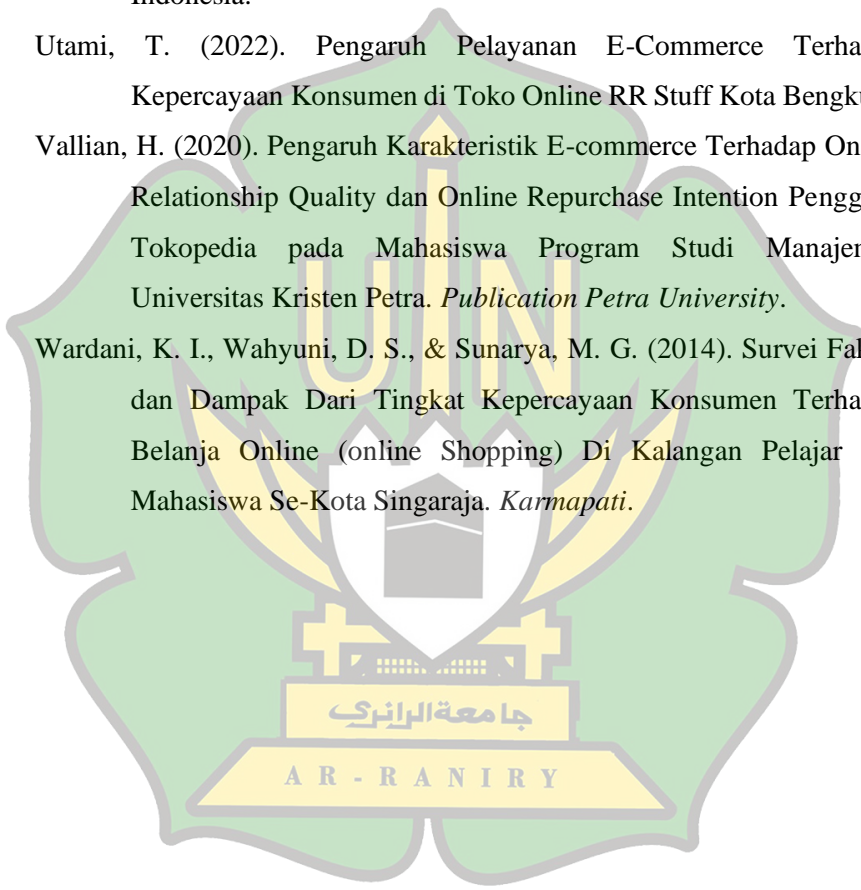 Indonesia.
Utami, T. (2022). Pengaruh Pelayanan E-Commerce Terha
Kepercayaan Konsumen di Toko Online RR Stuff Kota Bengku
Vallian, H. (2020). Pengaruh Karakteristik E-commerce Terhadap On
Relationship Quality dan Online Repurchase Intention Pengg
Tokopedia pada Mahasiswa Program Studi Manajer
Universitas Kristen Petra. Publication Petra University.
Wardani, K. I., Wahyuni, D. S., & Sunarya, M. G. (2014). Survei Fak
dan Dampak Dari Tingkat Kepercayaan Konsumen Terha
Belanja Online (online Shopping) Di Kalangan Pelajar
Mahasiswa Se-Kota Singaraja. Karmapati.
UIN
جامعة الرانري
AR-RANIRY